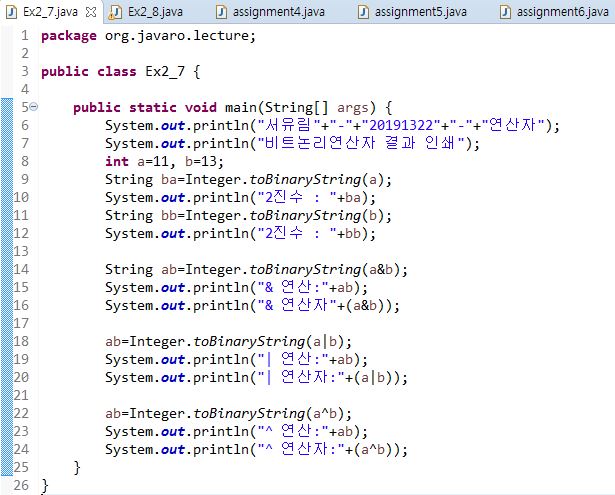 Ex2_7.java Ex2_8.java assignment4.java assignment5.java assignment6.java
1 package org.javaro.lecture;
2
3 public class Ex2_7 {
4
5 public static void main(String[] args) {
6 System.out.println("서유림"+"-"+"20191322"+"-"+"연산자");
7 System.out.println("비트논리연산자 결과 인쇄");
8 int a=11, b=13;
9 String ba=Integer.toBinaryString(a);
10 System.out.println("2진수 : "+ba);
11 String bb=Integer.toBinaryString(b);
12 System.out.println("2진수 : "+bb);
13
14 String ab=Integer.toBinaryString(a&b);
15 System.out.println("& 연산:"+ab);
16 System.out.println("& 연산자"+(a&b));
17
18 ab=Integer.toBinaryString(a|b);
19 System.out.println("| 연산:"+ab);
20 System.out.println("| 연산자:"+(a|b));
21
22 ab=Integer.toBinaryString(a^b);
23 System.out.println("^ 연산:"+ab);
24 System.out.println("^ 연산자:"+(a^b));
25 }
26 }